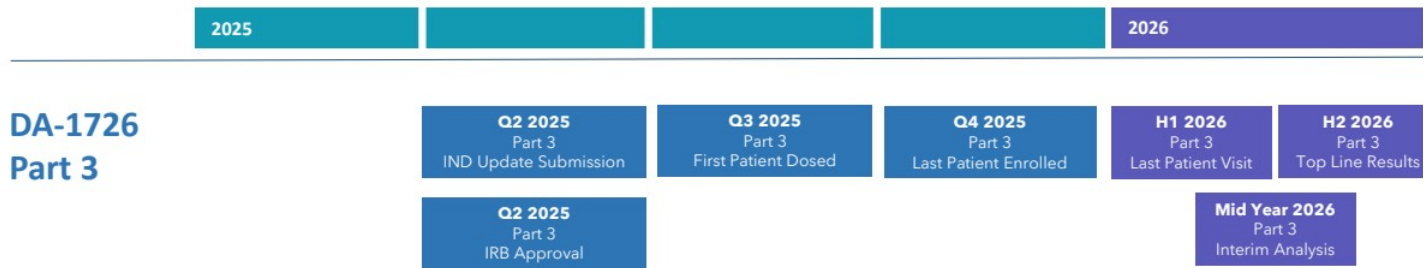 2025
2026
DA-1726
Part 3
Q2 2025
Part 3
IND Update Submission
Q3 2025
Part 3
First Patient Dosed
Q4 2025
Part 3
Last Patient Enrolled
H1 2026
Part 3
Last Patient Visit
H2 2026
Part 3
Top Line Results
Q2 2025
Part 3
IRB Approval
Mid Year 2026
Part 3
Interim Analysis